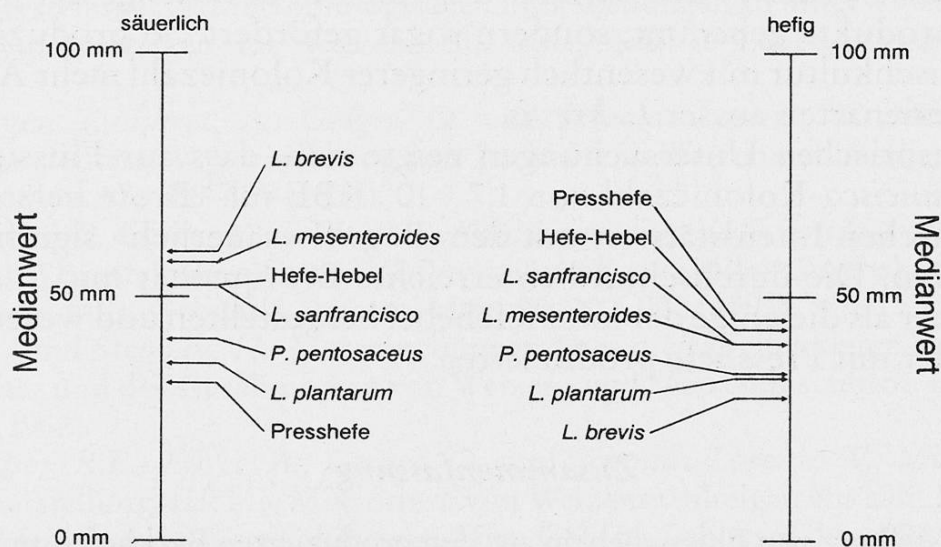 säuerlich
100 mm
L. brevis
L. mesenteroides
Hefe-Hebel
50 mm
L. sanfrancisco
P. pentosaceus
L. plantarum
Presshefe
0 mm
Medianwert
hefig
100 mm
Presshefe
Hefe-Hebel
L. sanfrancisco
50 mm
L. mesenteroides
P. pentosaceus
L. plantarum
L. brevis
0 mm
Medianwert